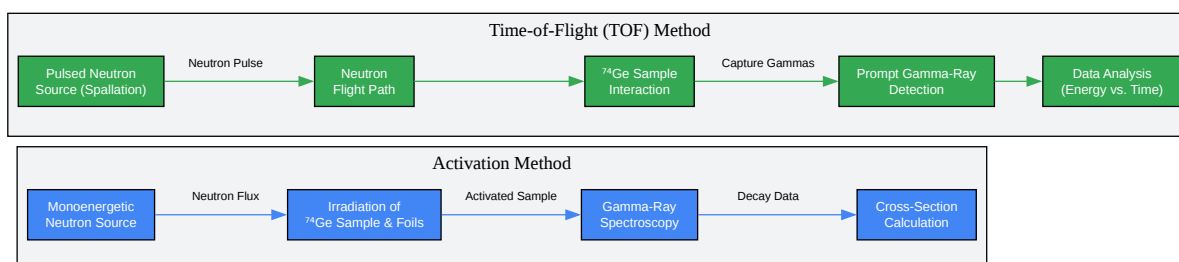 Time-of-Flight (TOF) Method
Neutron Pulse
Capture Gammas
Pulsed Neutron
Source (Spallation)
Neutron
Flight Path
⁷⁴Ge Sample
Interaction
Prompt Gamma-Ray
Detection
Data Analysis
(Energy vs. Time)
Activation Method
Neutron Flux
Activated Sample
Decay Data
Monoenergetic
Neutron Source
Irradiation of
⁷⁴Ge Sample & Foils
Gamma-Ray
Spectroscopy
Cross-Section
Calculation